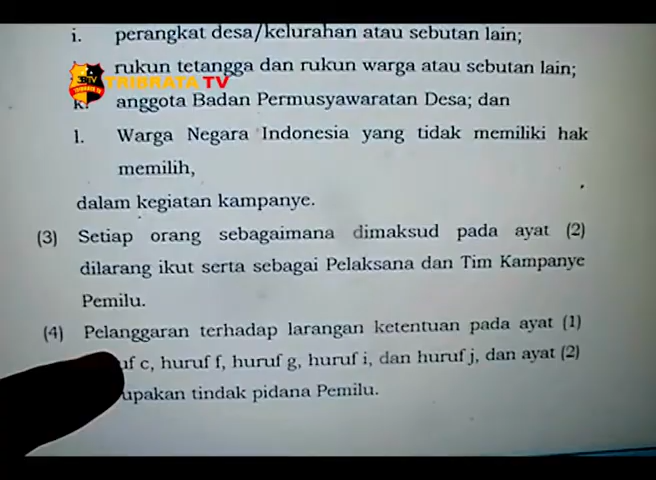 i. perangkat desa/kelurahan atau sebutan lain;
rukun tetangga dan rukun warga atau sebutan lain;
TRIBRATA TV
k. anggota Badan Permusyawaratan Desa; dan
l. Warga Negara Indonesia yang tidak memiliki hak
memilih,
dalam kegiatan kampanye.
(3) Setiap orang sebagaimana dimaksud pada ayat (2)
dilarang ikut serta sebagai Pelaksana dan Tim Kampanye
Pemilu.
(4) Pelanggaran terhadap larangan ketentuan pada ayat (1)
uf c, huruf f, huruf g, huruf i, dan huruf j, dan ayat (2)
upakan tindak pidana Pemilu.